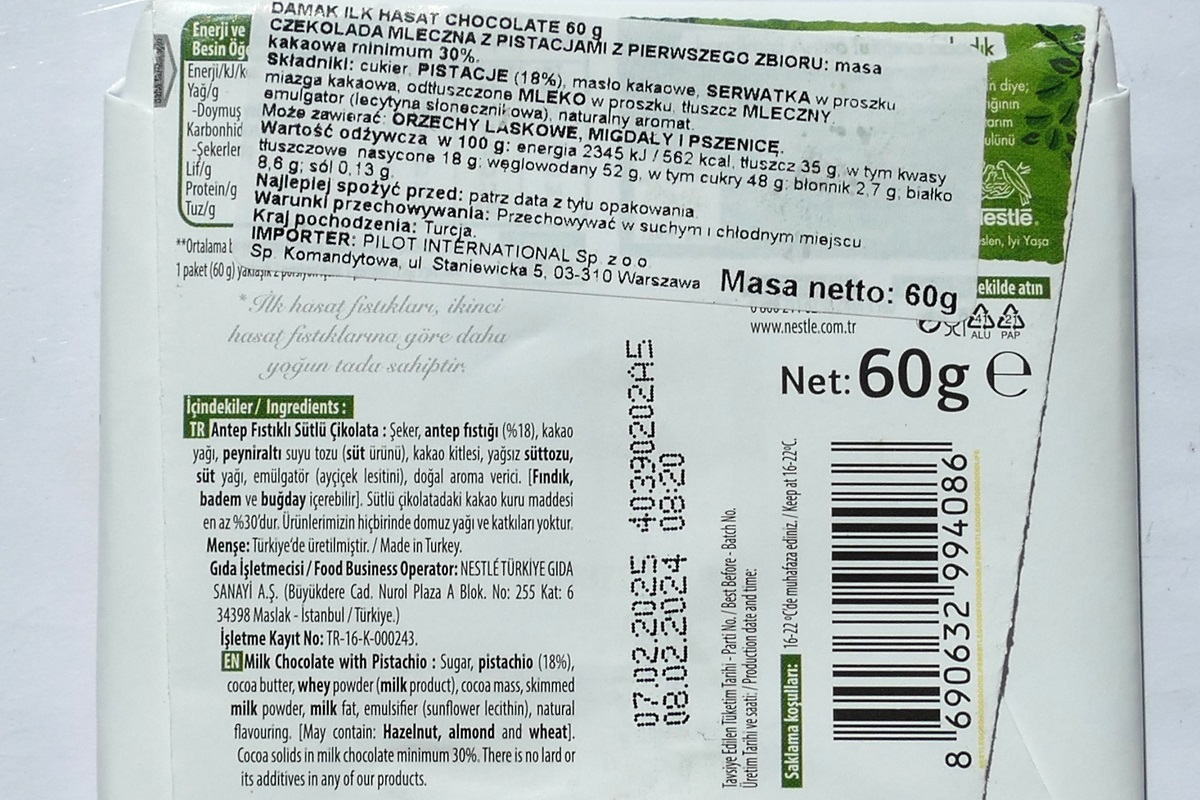 DAMAK ILK HASAT CHOCOLATE 60 g
CZEKOLADA MLECZNA Z PISTACJAMI Z PIERWSZEGO ZBIORU: masa
kakaowa minimum 30%.
Składniki: cukier, PISTACJE (18%), masło kakaowe, SERWATKA w proszku
miazga kakaowa, odtłuszczone MLEKO w proszku, tłuszcz MLECZNY,
emulgator (lecytyna słonecznikowa), naturalny aromat.
Może zawierać: ORZECHY LASKOWE, MIGDAŁY I PSZENICĘ.
Wartość odżywcza w 100 g: energia 2345 kJ / 562 kcal, tłuszcz 35 g, w tym kwasy
tłuszczowe nasycone 18 g; węglowodany 52 g, w tym cukry 48 g; błonnik 2,7 g; białko
8,6 g; sól 0,13 g.
Najlepiej spożyć przed: patrz data z tyłu opakowania.
Warunki przechowywania: Przechowywać w suchym i chłodnym miejscu.
Kraj pochodzenia: Turcja.
IMPORTER: PILOT INTERNATIONAL Sp. z o.o.
Sp. Komandytowa, ul. Staniewicka 5, 03-310 Warszawa
Masa netto: 60g
Enerji ve
Besin Öğe
Enerji/kJ/k
Yağ/g
-Doymuş
Karbonhid
-Şekerler
Lif/g
Protein/g
Tuz/g
**Ortalama
1 paket (60 g) yaklaşık 2
diye;
ğının
arım
ulünü
estlé
slen, İyi Yaşa
ekilde atın
www.nestle.com.tr
41
ALU
21
PAP
* İlk hasat fıstıkları, ikinci
hasat fıstıklarına göre daha
yoğun tada sahiptir.
Net: 60g e
İçindekiler / Ingredients :
TR Antep Fıstıklı Sütlü Çikolata : Şeker, antep fıstığı (%18), kakao
yağı, peyniraltı suyu tozu (süt ürünü), kakao kitlesi, yağsız süttozu,
süt yağı, emülgatör (ayçiçek lesitini), doğal aroma verici. [Fındık,
badem ve buğday içerebilir]. Sütlü çikolatadaki kakao kuru maddesi
en az %30'dur. Ürünlerimizin hiçbirinde domuz yağı ve katkıları yoktur.
Menşe: Türkiye'de üretilmiştir. / Made in Turkey.
Gıda İşletmecisi / Food Business Operator: NESTLÉ TÜRKİYE GIDA
SANAYİ A.Ş. (Büyükdere Cad. Nurol Plaza A Blok. No: 255 Kat: 6
34398 Maslak - İstanbul / Türkiye.)
İşletme Kayıt No: TR-16-K-000243.
EN Milk Chocolate with Pistachio : Sugar, pistachio (18%),
cocoa butter, whey powder (milk product), cocoa mass, skimmed
milk powder, milk fat, emulsifier (sunflower lecithin), natural
flavouring. [May contain: Hazelnut, almond and wheat].
Cocoa solids in milk chocolate minimum 30%. There is no lard or
its additives in any of our products.
07.02.2025 40390202A5
08.02.2024 08:20
Tavsiye Edilen Tüketim Tarihi - Parti No. / Best Before - Batch No.
Üretim Tarihi ve saati: / Production date and time:
Saklama koşulları: 16-22 °C'de muhafaza ediniz. / Keep at 16-22°C.
8 690632 994086